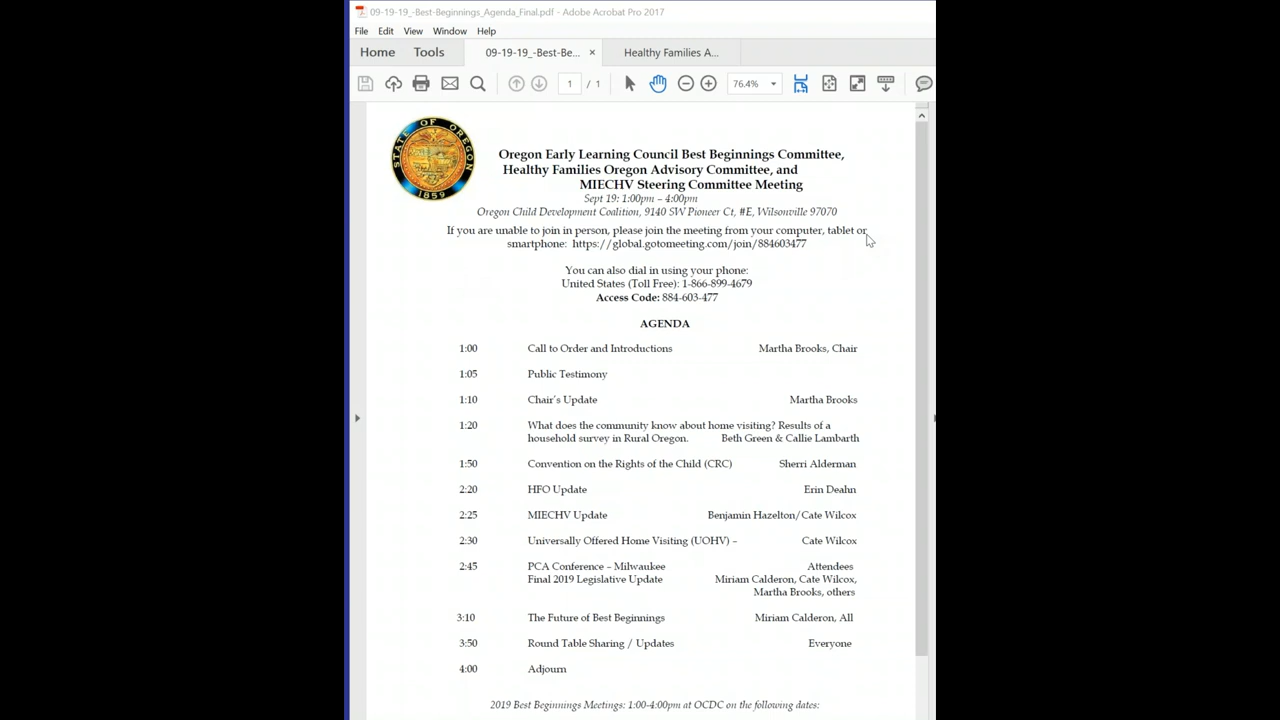 09-19-19_-Best-Beginnings_Agenda_Final.pdf - Adobe Acrobat Pro 2017
File Edit View Window Help
Home Tools 09-19-19_-Best-Be... × Healthy Families A...
1 / 1 76.4%
STATE OF OREGON
1859
Oregon Early Learning Council Best Beginnings Committee,
Healthy Families Oregon Advisory Committee, and
MIECHV Steering Committee Meeting
Sept 19: 1:00pm – 4:00pm
Oregon Child Development Coalition, 9140 SW Pioneer Ct, #E, Wilsonville 97070
If you are unable to join in person, please join the meeting from your computer, tablet or
smartphone: https://global.gotomeeting.com/join/884603477
You can also dial in using your phone:
United States (Toll Free): 1-866-899-4679
Access Code: 884-603-477
AGENDA
1:00 Call to Order and Introductions Martha Brooks, Chair
1:05 Public Testimony
1:10 Chair's Update Martha Brooks
1:20 What does the community know about home visiting? Results of a
household survey in Rural Oregon. Beth Green & Callie Lambarth
1:50 Convention on the Rights of the Child (CRC) Sherri Alderman
2:20 HFO Update Erin Deahn
2:25 MIECHV Update Benjamin Hazelton/Cate Wilcox
2:30 Universally Offered Home Visiting (UOHV) – Cate Wilcox
2:45 PCA Conference – Milwaukee Attendees
Final 2019 Legislative Update Miriam Calderon, Cate Wilcox,
Martha Brooks, others
3:10 The Future of Best Beginnings Miriam Calderon, All
3:50 Round Table Sharing / Updates Everyone
4:00 Adjourn
2019 Best Beginnings Meetings: 1:00-4:00pm at OCDC on the following dates: